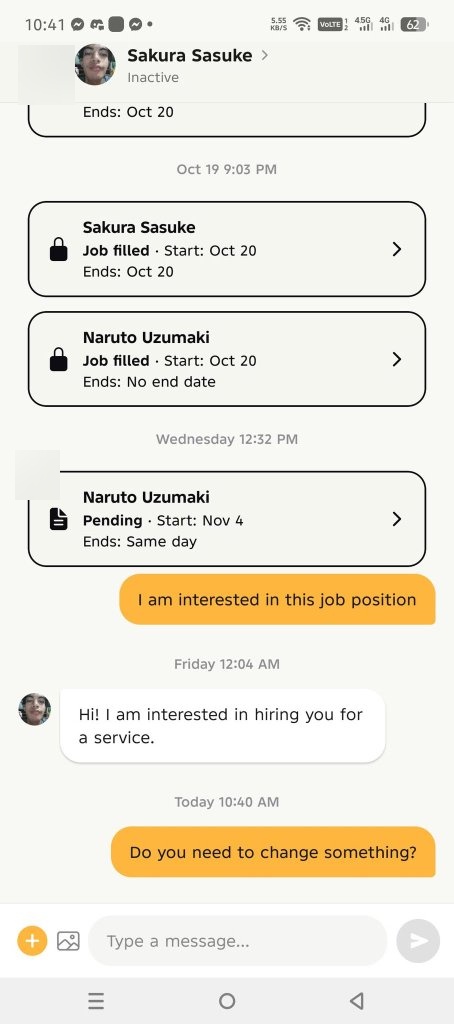 10:41
5.55 KB/S
VoLTE 1 2 4.5G 4G 62
Sakura Sasuke
Inactive
Ends: Oct 20
Oct 19 9:03 PM
Sakura Sasuke
Job filled · Start: Oct 20
Ends: Oct 20
Naruto Uzumaki
Job filled · Start: Oct 20
Ends: No end date
Wednesday 12:32 PM
Naruto Uzumaki
Pending · Start: Nov 4
Ends: Same day
I am interested in this job position
Friday 12:04 AM
Hi! I am interested in hiring you for
a service.
Today 10:40 AM
Do you need to change something?
Type a message...